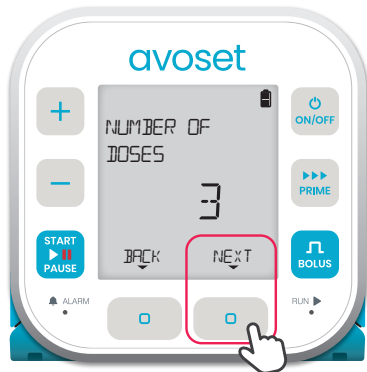 avoset
ON/OFF
NUMBER OF
DOSES
PRIME
3
START
PAUSE
BACK
NEXT
BOLUS
ALARM
RUN